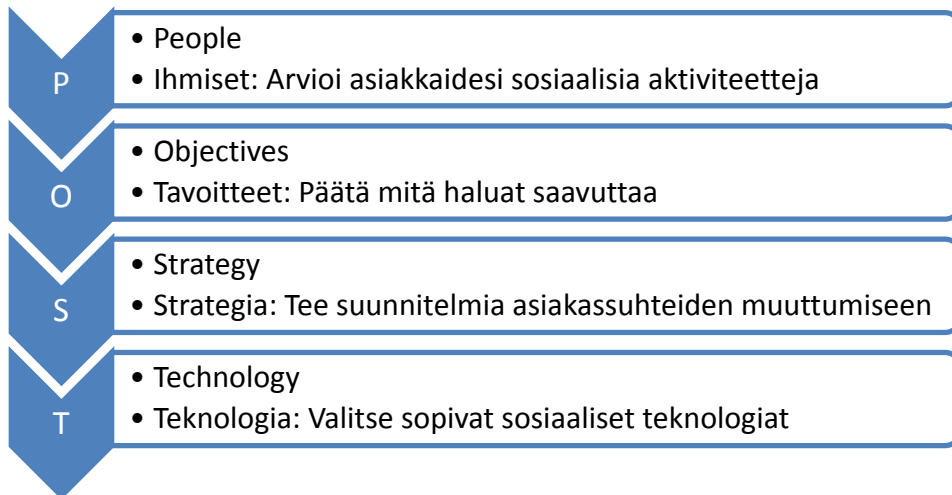 P
• People
• Ihmiset: Arvioi asiakkaidesi sosiaalisia aktiviteetteja
O
• Objectives
• Tavoitteet: Päätä mitä haluat saavuttaa
S
• Strategy
• Strategia: Tee suunnitelmia asiakassuhteiden muuttumiseen
T
• Technology
• Teknologia: Valitse sopivat sosiaaliset teknologiat